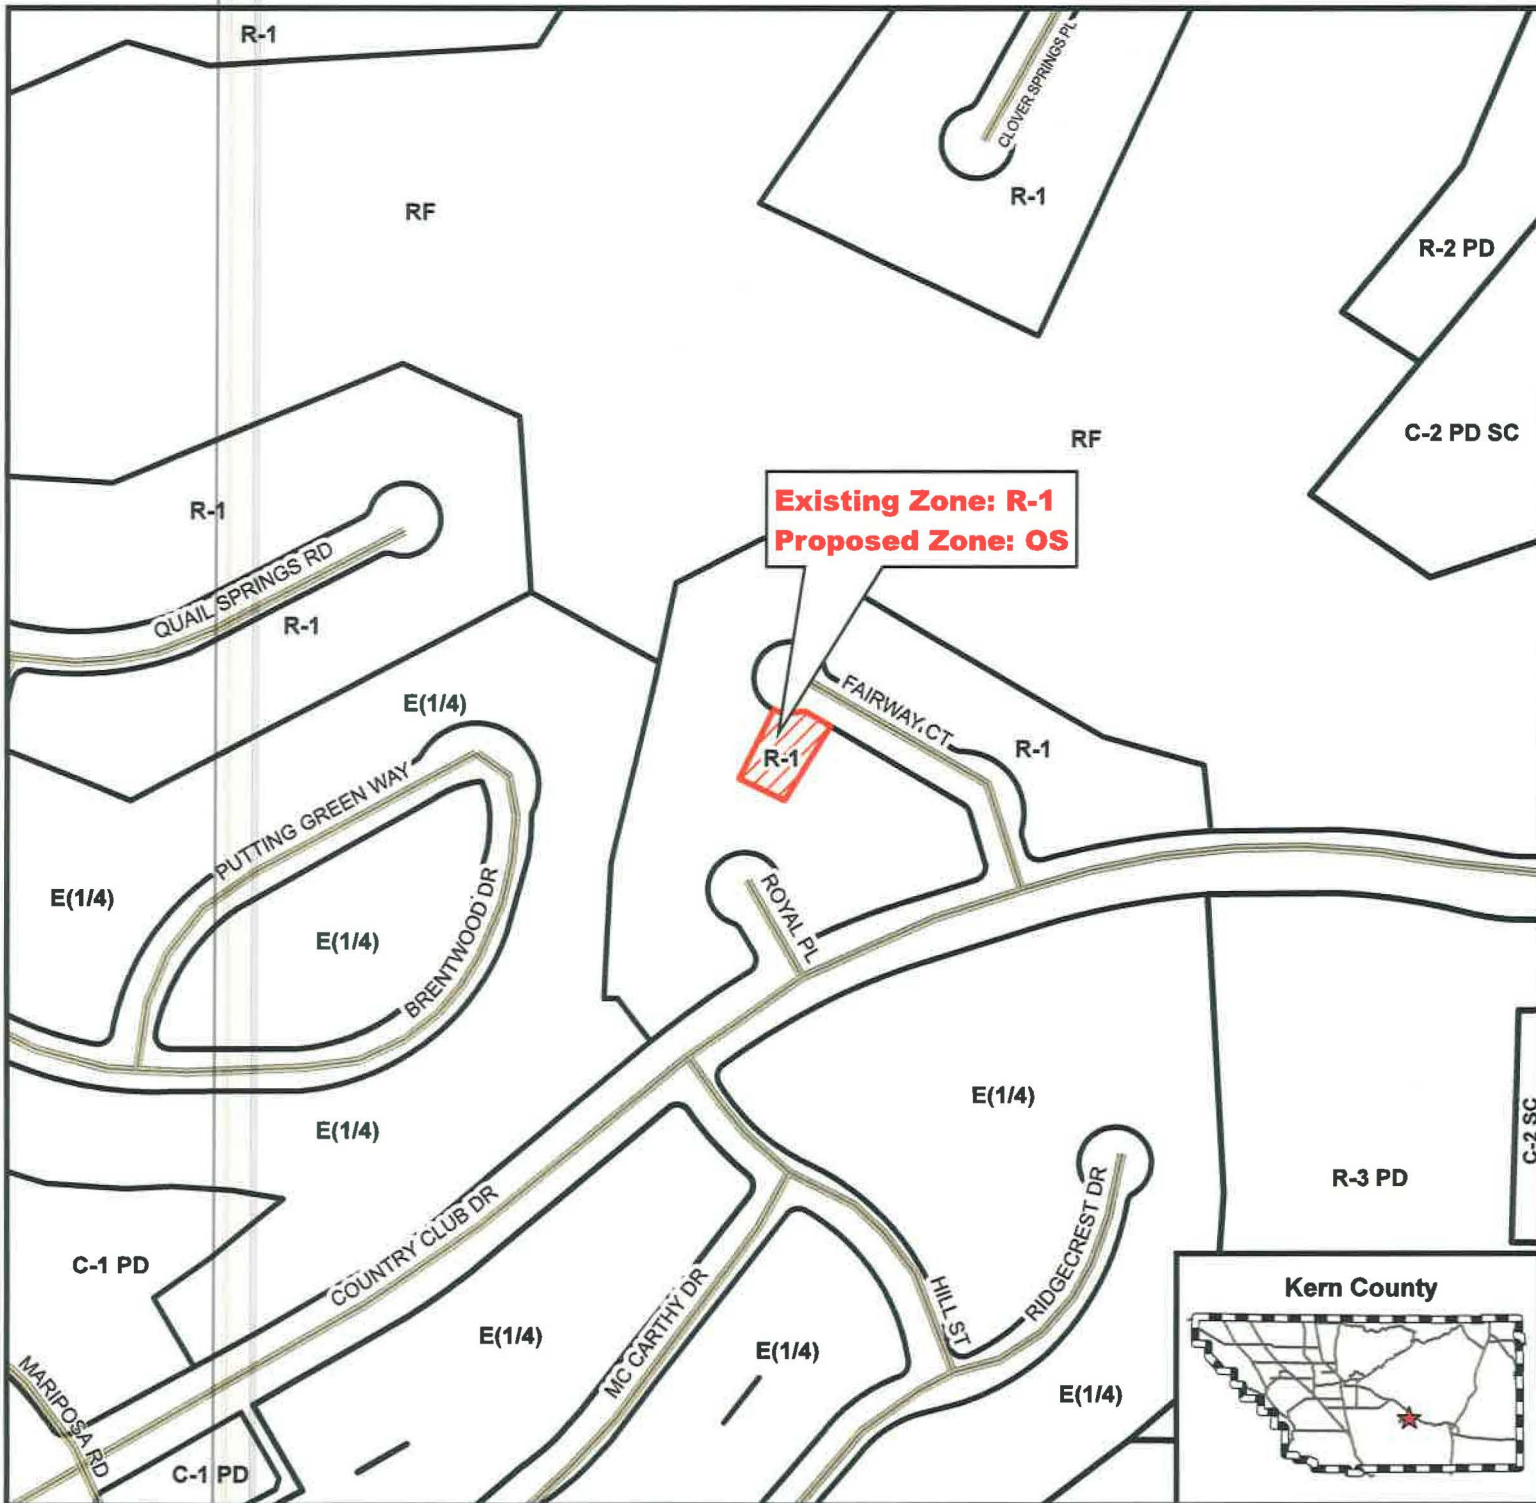 R-1
CLOVER SPRINGS PL
R-1
RF
R-2 PD
C-2 PD SC
RF
Existing Zone: R-1
Proposed Zone: OS
R-1
QUAIL SPRINGS RD
R-1
E(1/4)
FAIRWAY CT
R-1
R-1
PUTTING GREEN WAY
E(1/4)
E(1/4)
BRENTWOOD DR
ROYAL PL
E(1/4)
E(1/4)
C-2 SC
R-3 PD
RIDGECREST DR
C-1 PD
COUNTRY CLUB DR
MC CARTHY DR
HILL ST
Kern County
E(1/4)
E(1/4)
E(1/4)
MARIPOSA RD
C-1 PD